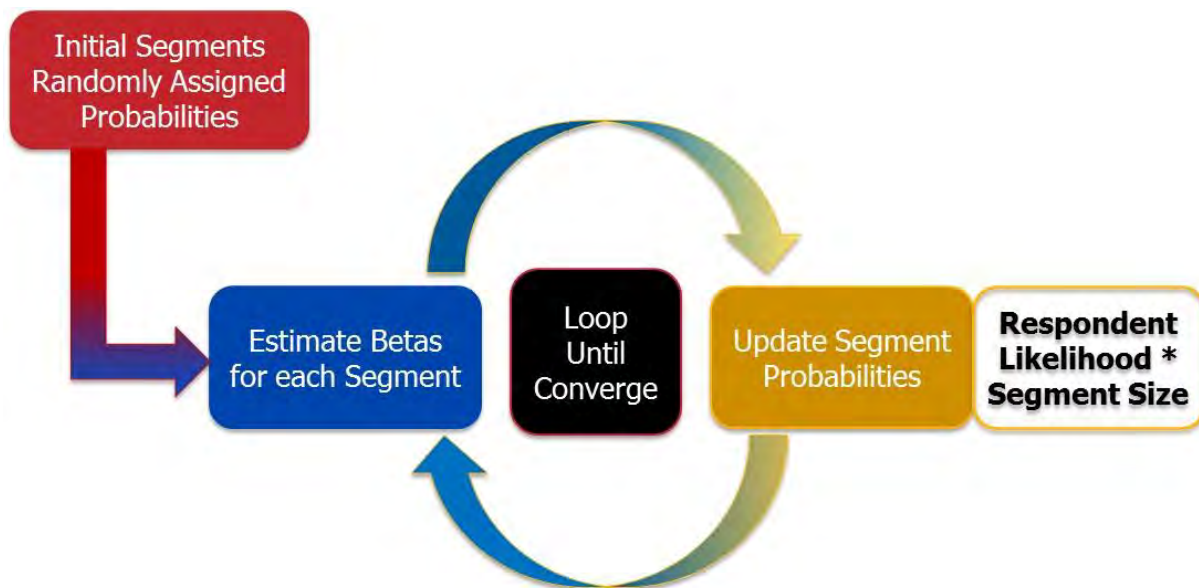 Initial Segments
Randomly Assigned
Probabilities
Estimate Betas
for each Segment
Loop
Until
Converge
Update Segment
Probabilities
Respondent
Likelihood *
Segment Size